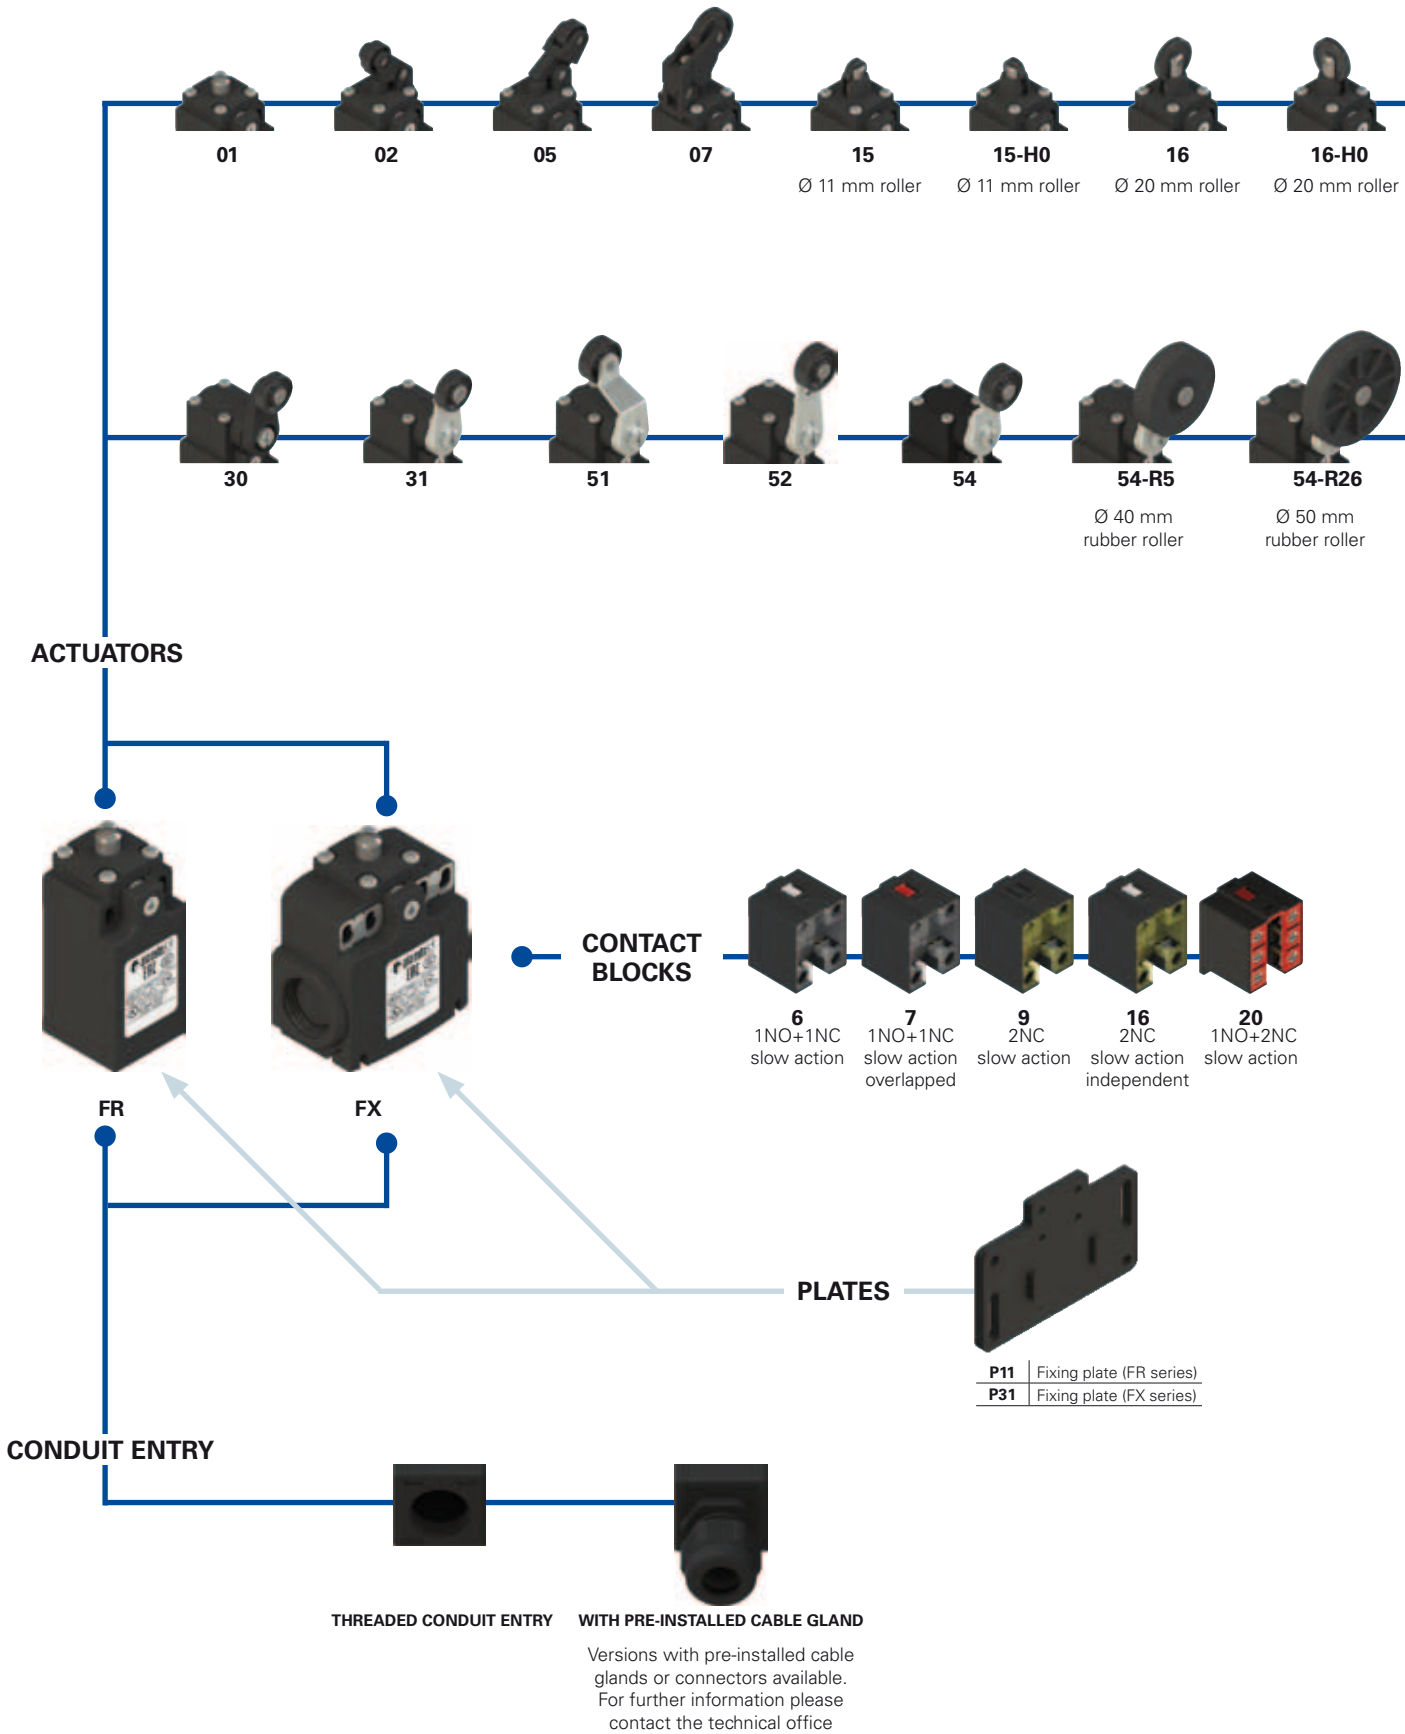 01 02 05 07 15 15-H0 16 16-H0
Ø 11 mm roller Ø 11 mm roller Ø 20 mm roller Ø 20 mm roller
30 31 51 52 54 54-R5 54-R26
Ø 40 mm
rubber roller
Ø 50 mm
rubber roller
ACTUATORS
FR
FX
CONTACT
BLOCKS
6
1NO+1NC
slow action
7
1NO+1NC
slow action
overlapped
9
2NC
slow action
16
2NC
slow action
independent
20
1NO+2NC
slow action
PLATES
P11 Fixing plate (FR series)
P31 Fixing plate (FX series)
CONDUIT ENTRY
THREADED CONDUIT ENTRY
WITH PRE-INSTALLED CABLE GLAND
Versions with pre-installed cable
glands or connectors available.
For further information please
contact the technical office